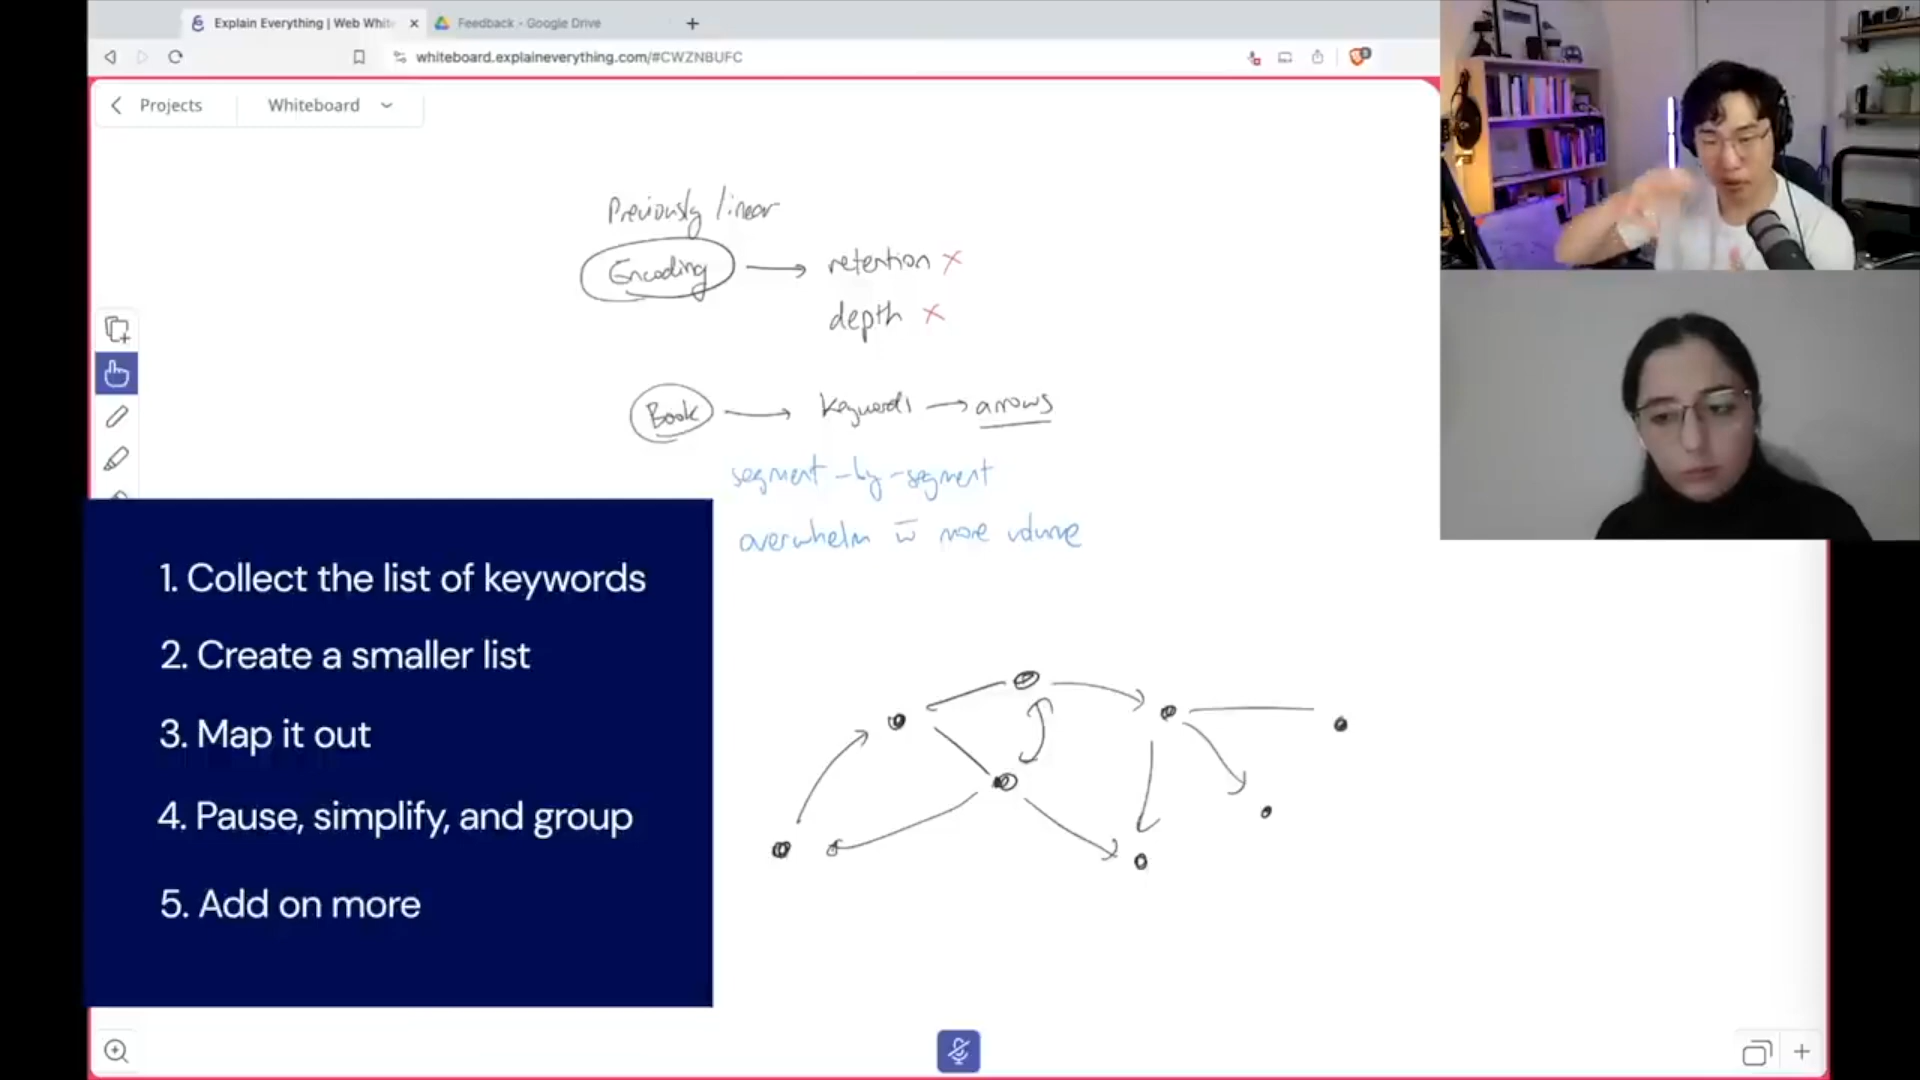 Explain Everything | Web White
Feedback - Google Drive
whiteboard.explaineverything.com/#CWZNBUFC
Projects
Whiteboard
Previously linear
Encoding → retention ×
depth ×
Book → keywords → arrows
segment-by-segment
overwhelm w̅ more volume
1. Collect the list of keywords
2. Create a smaller list
3. Map it out
4. Pause, simplify, and group
5. Add on more